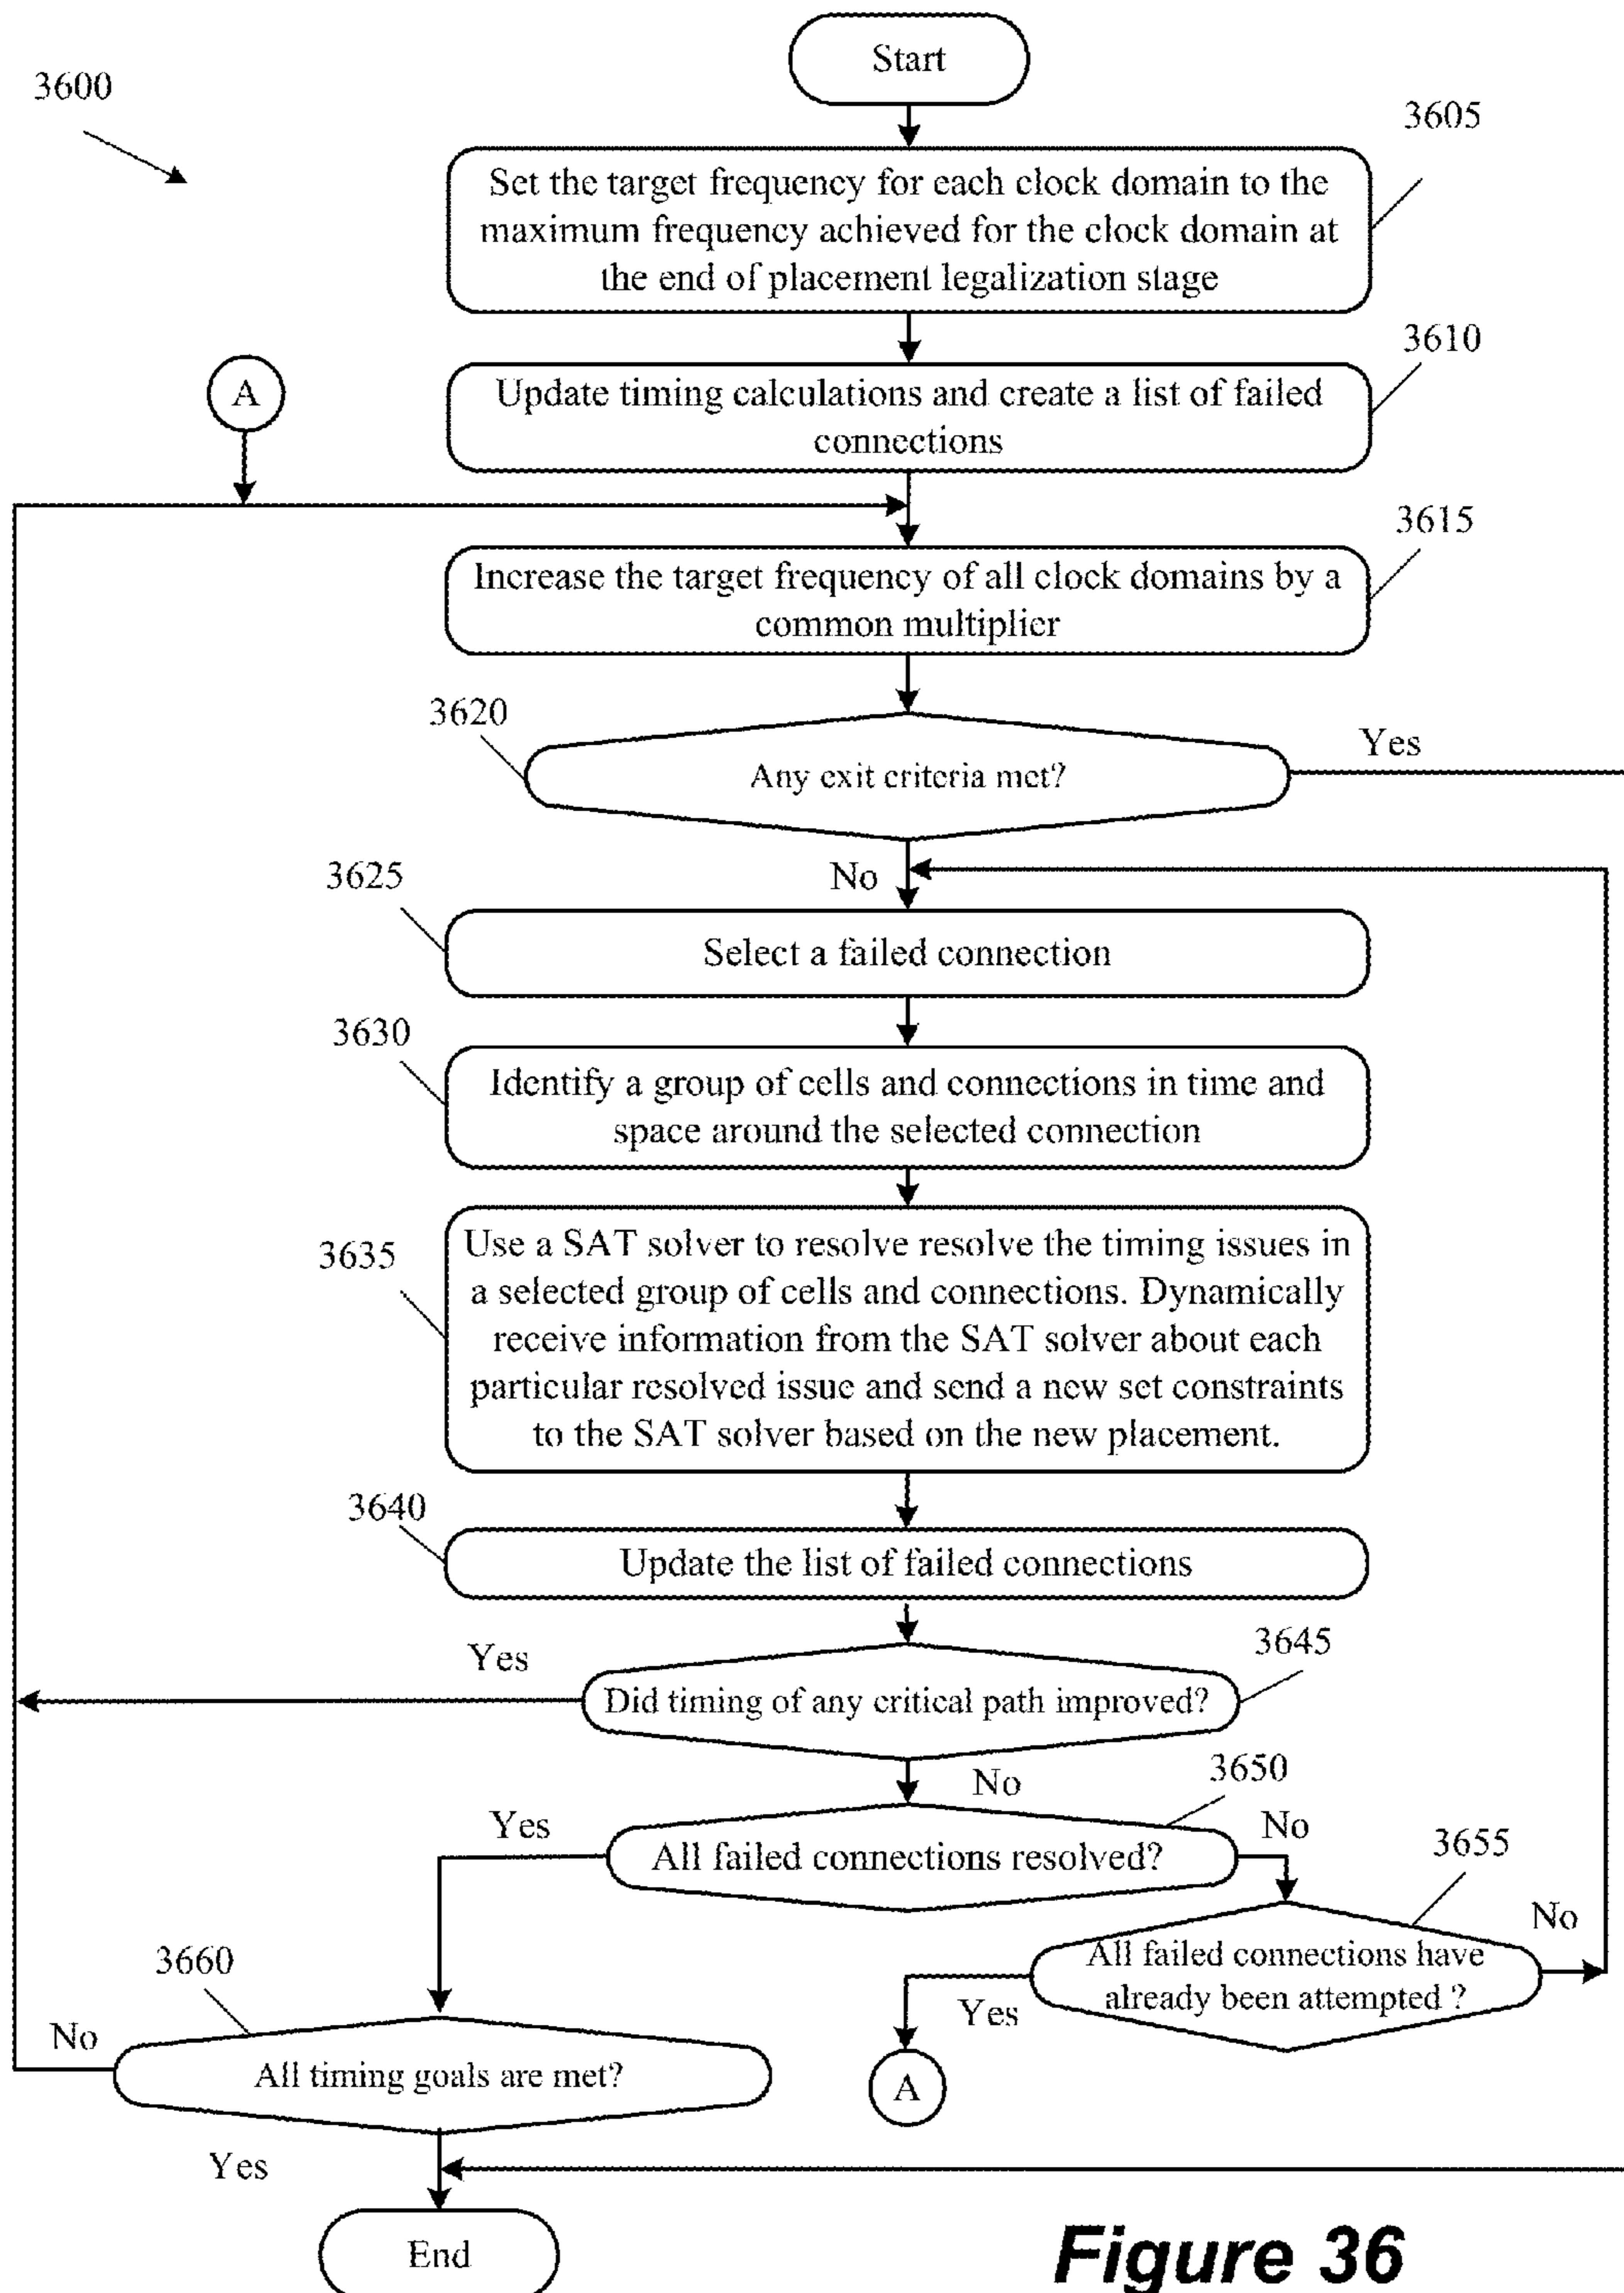 Start
3600
3605
Set the target frequency for each clock domain to the
maximum frequency achieved for the clock domain at
the end of placement legalization stage
3610
A
Update timing calculations and create a list of failed
connections
3615
Increase the target frequency of all clock domains by a
common multiplier
3620
Yes
Any exit criteria met?
3625
No
Select a failed connection
3630
Identify a group of cells and connections in time and
space around the selected connection
3635
Use a SAT solver to resolve resolve the timing issues in
a selected group of cells and connections. Dynamically
receive information from the SAT solver about each
particular resolved issue and send a new set constraints
to the SAT solver based on the new placement.
3640
Update the list of failed connections
3645
Yes
Did timing of any critical path improved?
No
3650
Yes
No
All failed connections resolved?
3655
No
3660
All failed connections have
already been attempted ?
Yes
No
All timing goals are met?
A
Yes
End
Figure 36